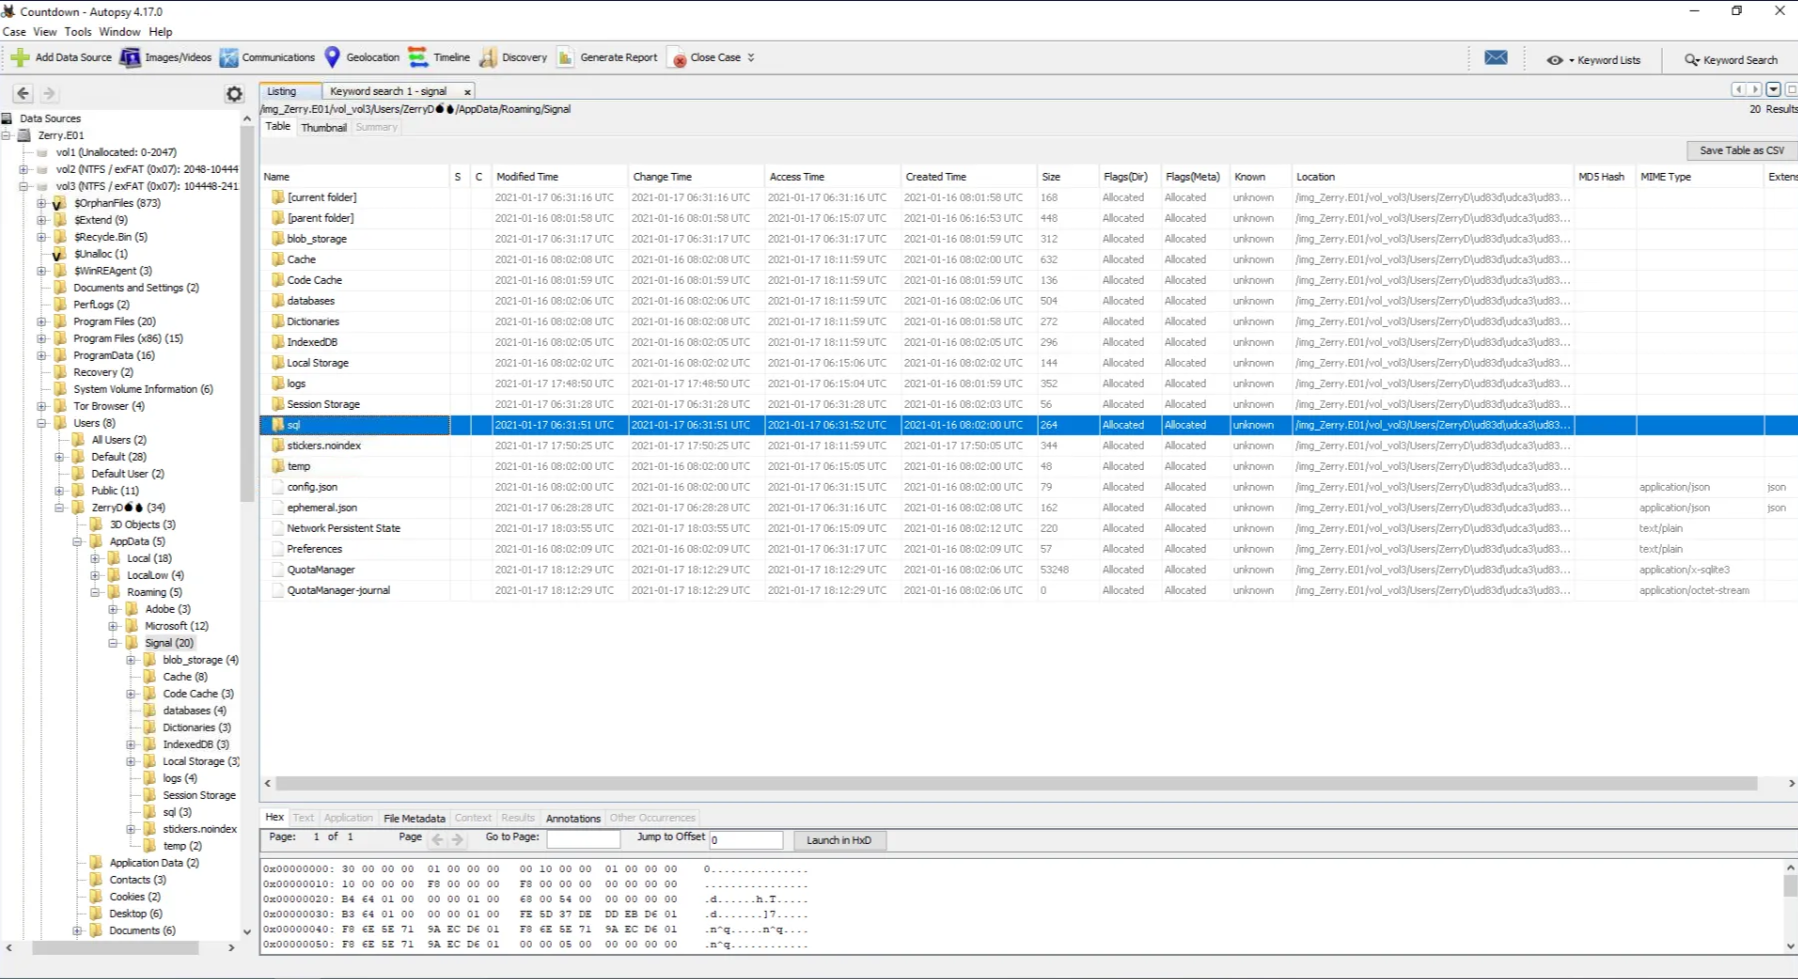 Countdown - Autopsy 4.17.0
Case View Tools Window Help
Add Data Source Images/Videos Communications Geolocation Timeline Discovery Generate Report Close Case Keyword Lists Keyword Search
Listing Keyword search 1 - signal x
/img_Zerry.E01/vol_vol3/Users/ZerryD💣💣/AppData/Roaming/Signal
20 Results
Table Thumbnail Summary
Save Table as CSV
Name S C Modified Time Change Time Access Time Created Time Size Flags(Dir) Flags(Meta) Known Location MD5 Hash MIME Type Extens
[current folder] 2021-01-17 06:31:16 UTC 2021-01-17 06:31:16 UTC 2021-01-17 06:31:16 UTC 2021-01-16 08:01:58 UTC 168 Allocated Allocated unknown /img_Zerry.E01/vol_vol3/Users/ZerryD\ud83d\udca3\ud83...
[parent folder] 2021-01-16 08:01:58 UTC 2021-01-16 08:01:58 UTC 2021-01-17 06:15:07 UTC 2021-01-16 06:16:53 UTC 448 Allocated Allocated unknown /img_Zerry.E01/vol_vol3/Users/ZerryD\ud83d\udca3\ud83...
blob_storage 2021-01-17 06:31:17 UTC 2021-01-17 06:31:17 UTC 2021-01-17 06:31:17 UTC 2021-01-16 08:01:59 UTC 312 Allocated Allocated unknown /img_Zerry.E01/vol_vol3/Users/ZerryD\ud83d\udca3\ud83...
Cache 2021-01-16 08:02:08 UTC 2021-01-16 08:02:08 UTC 2021-01-17 18:11:59 UTC 2021-01-16 08:02:00 UTC 632 Allocated Allocated unknown /img_Zerry.E01/vol_vol3/Users/ZerryD\ud83d\udca3\ud83...
Code Cache 2021-01-16 08:01:59 UTC 2021-01-16 08:01:59 UTC 2021-01-17 18:11:59 UTC 2021-01-16 08:01:59 UTC 136 Allocated Allocated unknown /img_Zerry.E01/vol_vol3/Users/ZerryD\ud83d\udca3\ud83...
databases 2021-01-16 08:02:06 UTC 2021-01-16 08:02:06 UTC 2021-01-17 18:11:59 UTC 2021-01-16 08:02:06 UTC 504 Allocated Allocated unknown /img_Zerry.E01/vol_vol3/Users/ZerryD\ud83d\udca3\ud83...
Dictionaries 2021-01-16 08:02:08 UTC 2021-01-16 08:02:08 UTC 2021-01-17 18:11:59 UTC 2021-01-16 08:01:58 UTC 272 Allocated Allocated unknown /img_Zerry.E01/vol_vol3/Users/ZerryD\ud83d\udca3\ud83...
IndexedDB 2021-01-16 08:02:05 UTC 2021-01-16 08:02:05 UTC 2021-01-17 18:11:59 UTC 2021-01-16 08:02:05 UTC 296 Allocated Allocated unknown /img_Zerry.E01/vol_vol3/Users/ZerryD\ud83d\udca3\ud83...
Local Storage 2021-01-16 08:02:02 UTC 2021-01-16 08:02:02 UTC 2021-01-17 06:15:06 UTC 2021-01-16 08:02:02 UTC 144 Allocated Allocated unknown /img_Zerry.E01/vol_vol3/Users/ZerryD\ud83d\udca3\ud83...
logs 2021-01-17 17:48:50 UTC 2021-01-17 17:48:50 UTC 2021-01-17 06:15:04 UTC 2021-01-16 08:01:59 UTC 352 Allocated Allocated unknown /img_Zerry.E01/vol_vol3/Users/ZerryD\ud83d\udca3\ud83...
Session Storage 2021-01-17 06:31:28 UTC 2021-01-17 06:31:28 UTC 2021-01-17 06:31:28 UTC 2021-01-16 08:02:03 UTC 56 Allocated Allocated unknown /img_Zerry.E01/vol_vol3/Users/ZerryD\ud83d\udca3\ud83...
sql 2021-01-17 06:31:51 UTC 2021-01-17 06:31:51 UTC 2021-01-17 06:31:52 UTC 2021-01-16 08:02:00 UTC 264 Allocated Allocated unknown /img_Zerry.E01/vol_vol3/Users/ZerryD\ud83d\udca3\ud83...
stickers.noindex 2021-01-17 17:50:25 UTC 2021-01-17 17:50:25 UTC 2021-01-17 18:11:59 UTC 2021-01-17 17:50:05 UTC 344 Allocated Allocated unknown /img_Zerry.E01/vol_vol3/Users/ZerryD\ud83d\udca3\ud83...
temp 2021-01-16 08:02:00 UTC 2021-01-16 08:02:00 UTC 2021-01-17 06:15:05 UTC 2021-01-16 08:02:00 UTC 48 Allocated Allocated unknown /img_Zerry.E01/vol_vol3/Users/ZerryD\ud83d\udca3\ud83...
config.json 2021-01-16 08:02:00 UTC 2021-01-16 08:02:00 UTC 2021-01-17 06:31:15 UTC 2021-01-16 08:02:00 UTC 79 Allocated Allocated unknown /img_Zerry.E01/vol_vol3/Users/ZerryD\ud83d\udca3\ud83... application/json json
ephemeral.json 2021-01-17 06:28:28 UTC 2021-01-17 06:28:28 UTC 2021-01-17 06:31:16 UTC 2021-01-16 08:02:08 UTC 162 Allocated Allocated unknown /img_Zerry.E01/vol_vol3/Users/ZerryD\ud83d\udca3\ud83... application/json json
Network Persistent State 2021-01-17 18:03:55 UTC 2021-01-17 18:03:55 UTC 2021-01-17 06:15:09 UTC 2021-01-16 08:02:12 UTC 220 Allocated Allocated unknown /img_Zerry.E01/vol_vol3/Users/ZerryD\ud83d\udca3\ud83... text/plain
Preferences 2021-01-16 08:02:09 UTC 2021-01-16 08:02:09 UTC 2021-01-17 06:31:17 UTC 2021-01-16 08:02:09 UTC 57 Allocated Allocated unknown /img_Zerry.E01/vol_vol3/Users/ZerryD\ud83d\udca3\ud83... text/plain
QuotaManager 2021-01-17 18:12:29 UTC 2021-01-17 18:12:29 UTC 2021-01-17 18:12:29 UTC 2021-01-16 08:02:06 UTC 53248 Allocated Allocated unknown /img_Zerry.E01/vol_vol3/Users/ZerryD\ud83d\udca3\ud83... application/x-sqlite3
QuotaManager-journal 2021-01-17 18:12:29 UTC 2021-01-17 18:12:29 UTC 2021-01-17 18:12:29 UTC 2021-01-16 08:02:06 UTC 0 Allocated Allocated unknown /img_Zerry.E01/vol_vol3/Users/ZerryD\ud83d\udca3\ud83... application/octet-stream
Data Sources
Zerry.E01
vol1 (Unallocated: 0-2047)
vol2 (NTFS / exFAT (0x07): 2048-10444
vol3 (NTFS / exFAT (0x07): 104448-241
$OrphanFiles (873)
$Extend (9)
$Recycle.Bin (5)
$Unalloc (1)
$WinREAgent (3)
Documents and Settings (2)
PerfLogs (2)
Program Files (20)
Program Files (x86) (15)
ProgramData (16)
Recovery (2)
System Volume Information (6)
Tor Browser (4)
Users (8)
All Users (2)
Default (28)
Default User (2)
Public (11)
ZerryD💣💣 (34)
3D Objects (3)
AppData (5)
Local (18)
LocalLow (4)
Roaming (5)
Adobe (3)
Microsoft (12)
Signal (20)
blob_storage (4)
Cache (8)
Code Cache (3)
databases (4)
Dictionaries (3)
IndexedDB (3)
Local Storage (3)
logs (4)
Session Storage
sql (3)
stickers.noindex
temp (2)
Application Data (2)
Contacts (3)
Cookies (2)
Desktop (6)
Documents (6)
Hex Text Application File Metadata Context Results Annotations Other Occurrences
Page: 1 of 1 Page Go to Page: Jump to Offset 0 Launch in HxD
0x00000000: 30 00 00 00 01 00 00 00 00 10 00 00 01 00 00 00 0...............
0x00000010: 10 00 00 00 F8 00 00 00 F8 00 00 00 00 00 00 00 ................
0x00000020: B4 64 01 00 00 00 01 00 68 00 54 00 00 00 00 00 .d......h.T.....
0x00000030: B3 64 01 00 00 00 01 00 FE 5D 37 DE DD EB D6 01 .d.......]7.....
0x00000040: F8 6E 5E 71 9A EC D6 01 F8 6E 5E 71 9A EC D6 01 .n^q.....n^q....
0x00000050: F8 6E 5E 71 9A EC D6 01 00 00 05 00 00 00 00 00 .n^q............